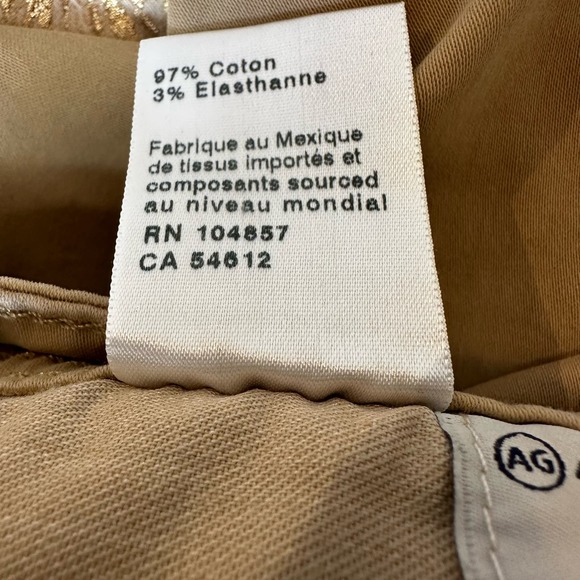 97% Coton
3% Elasthanne
Fabrique au Mexique
de tissus importés et
composants sourced
au niveau mondial
RN 104857
CA 54612
AG